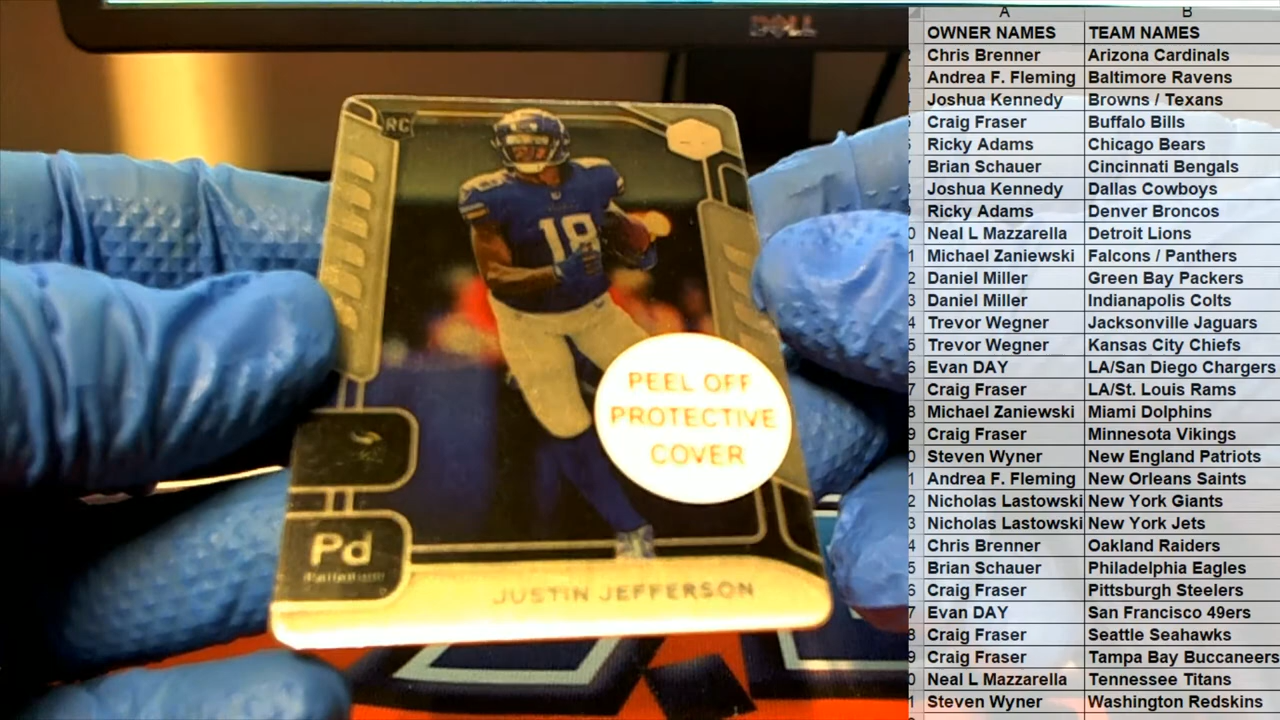 DELL
RC
18
PEEL OFF
PROTECTIVE
COVER
Pd
Palladium
JUSTIN JEFFERSON
A B
OWNER NAMES TEAM NAMES
Chris Brenner Arizona Cardinals
Andrea F. Fleming Baltimore Ravens
Joshua Kennedy Browns / Texans
Craig Fraser Buffalo Bills
Ricky Adams Chicago Bears
Brian Schauer Cincinnati Bengals
Joshua Kennedy Dallas Cowboys
Ricky Adams Denver Broncos
Neal L Mazzarella Detroit Lions
Michael Zaniewski Falcons / Panthers
Daniel Miller Green Bay Packers
Daniel Miller Indianapolis Colts
Trevor Wegner Jacksonville Jaguars
Trevor Wegner Kansas City Chiefs
Evan DAY LA/San Diego Chargers
Craig Fraser LA/St. Louis Rams
Michael Zaniewski Miami Dolphins
Craig Fraser Minnesota Vikings
Steven Wyner New England Patriots
Andrea F. Fleming New Orleans Saints
Nicholas Lastowski New York Giants
Nicholas Lastowski New York Jets
Chris Brenner Oakland Raiders
Brian Schauer Philadelphia Eagles
Craig Fraser Pittsburgh Steelers
Evan DAY San Francisco 49ers
Craig Fraser Seattle Seahawks
Craig Fraser Tampa Bay Buccaneers
Neal L Mazzarella Tennessee Titans
Steven Wyner Washington Redskins